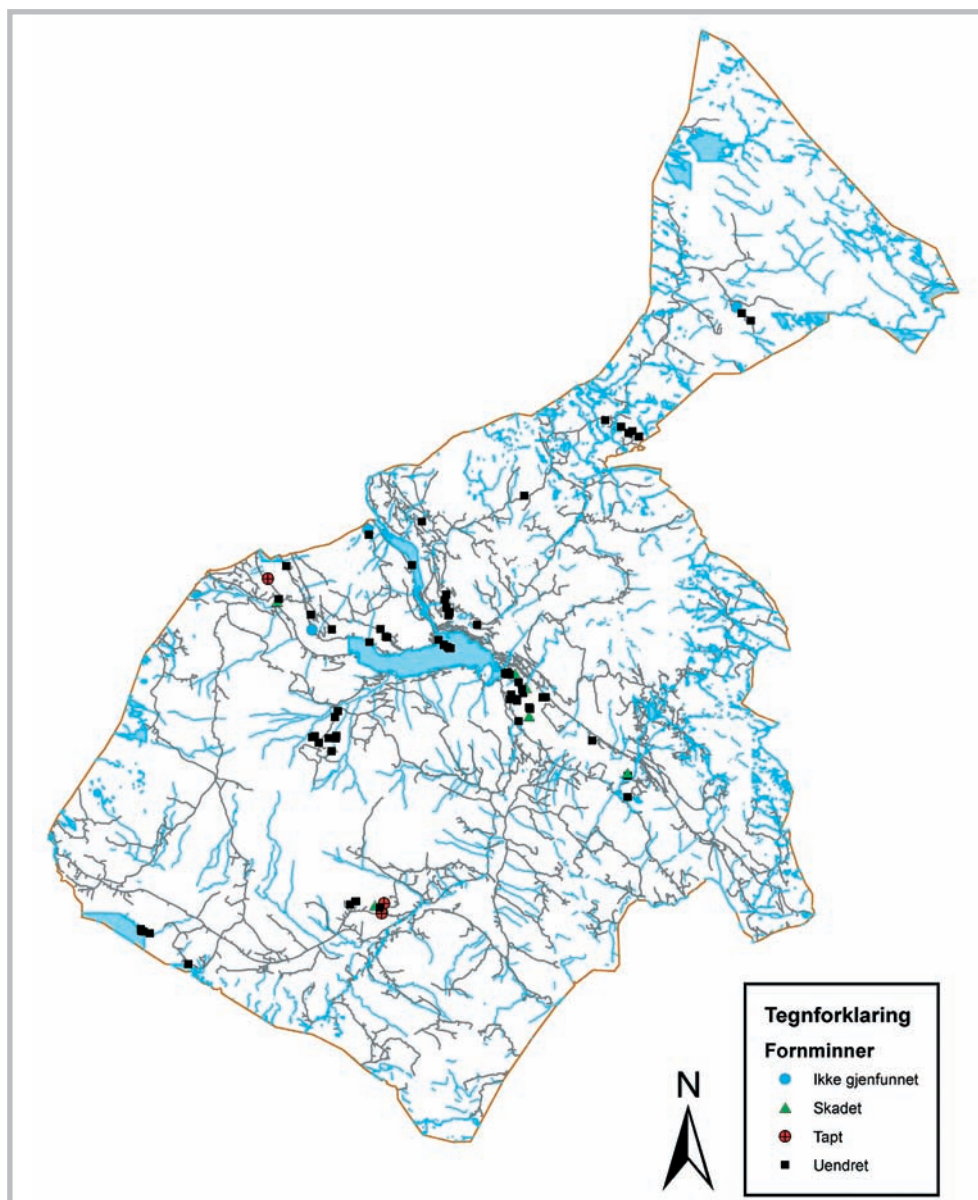 N
Tegnforklaring
Fornminner
Ikke gjenfunnet
Skadet
Tapt
Uendret